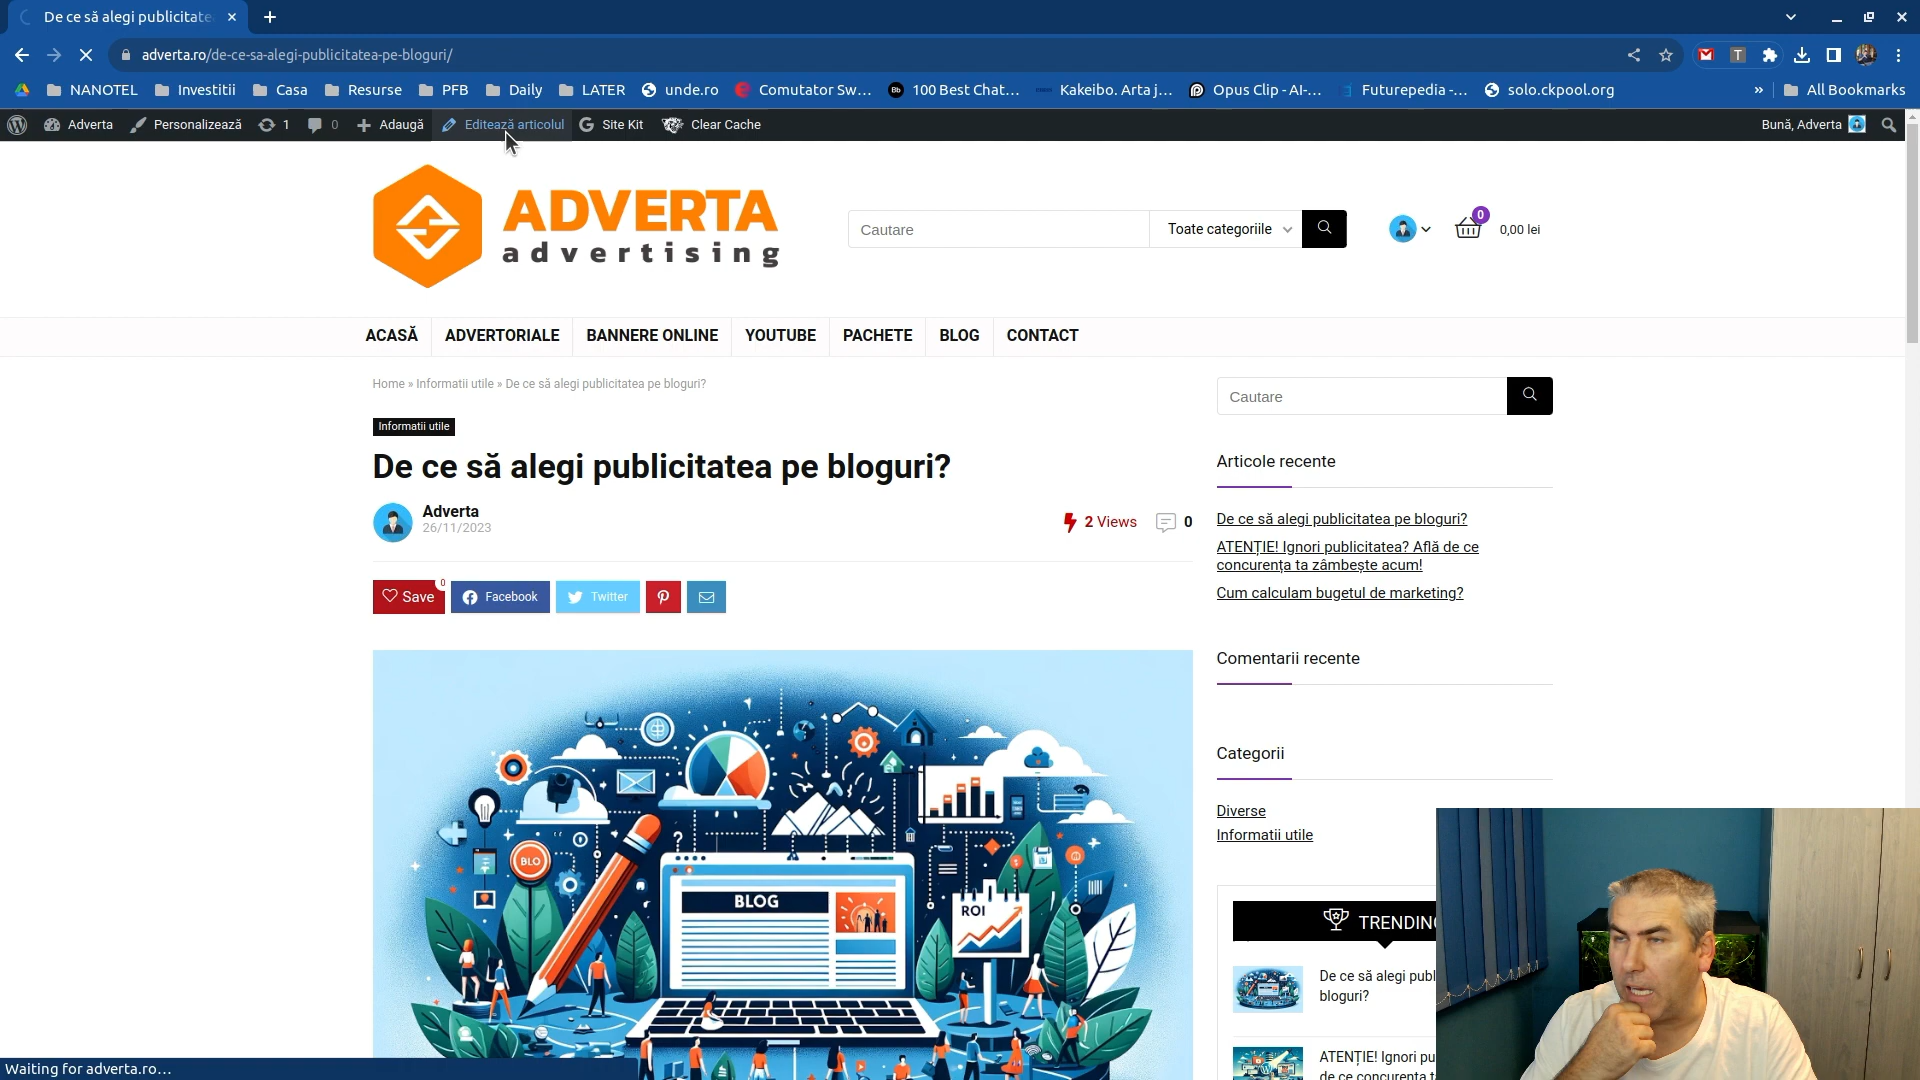 De ce să alegi publicitate
adverta.ro/de-ce-sa-alegi-publicitatea-pe-bloguri/
T
NANOTEL
Investitii
Casa
Resurse
PFB
Daily
LATER
unde.ro
Comutator Sw...
Bb
100 Best Chat...
Kakeibo. Arta j...
Opus Clip - AI-...
Futurepedia -...
solo.ckpool.org
»
All Bookmarks
Adverta
Personalizează
1
0
Adaugă
Editează articolul
Site Kit
Clear Cache
Bună, Adverta
ADVERTA
advertising
Cautare
Toate categoriile
0
0,00 lei
ACASĂ
ADVERTORIALE
BANNERE ONLINE
YOUTUBE
PACHETE
BLOG
CONTACT
Home » Informatii utile » De ce să alegi publicitatea pe bloguri?
Cautare
Informatii utile
De ce să alegi publicitatea pe bloguri?
Adverta
26/11/2023
2 Views
0
0
Save
Facebook
Twitter
Articole recente
De ce să alegi publicitatea pe bloguri?
ATENȚIE! Ignori publicitatea? Află de ce
concurența ta zâmbește acum!
Cum calculam bugetul de marketing?
Comentarii recente
Categorii
Diverse
Informatii utile
BLO
BLOG
ROI
TRENDING
De ce să alegi publ
bloguri?
ATENȚIE! Ignori pu
de ce concurența t
Waiting for adverta.ro...